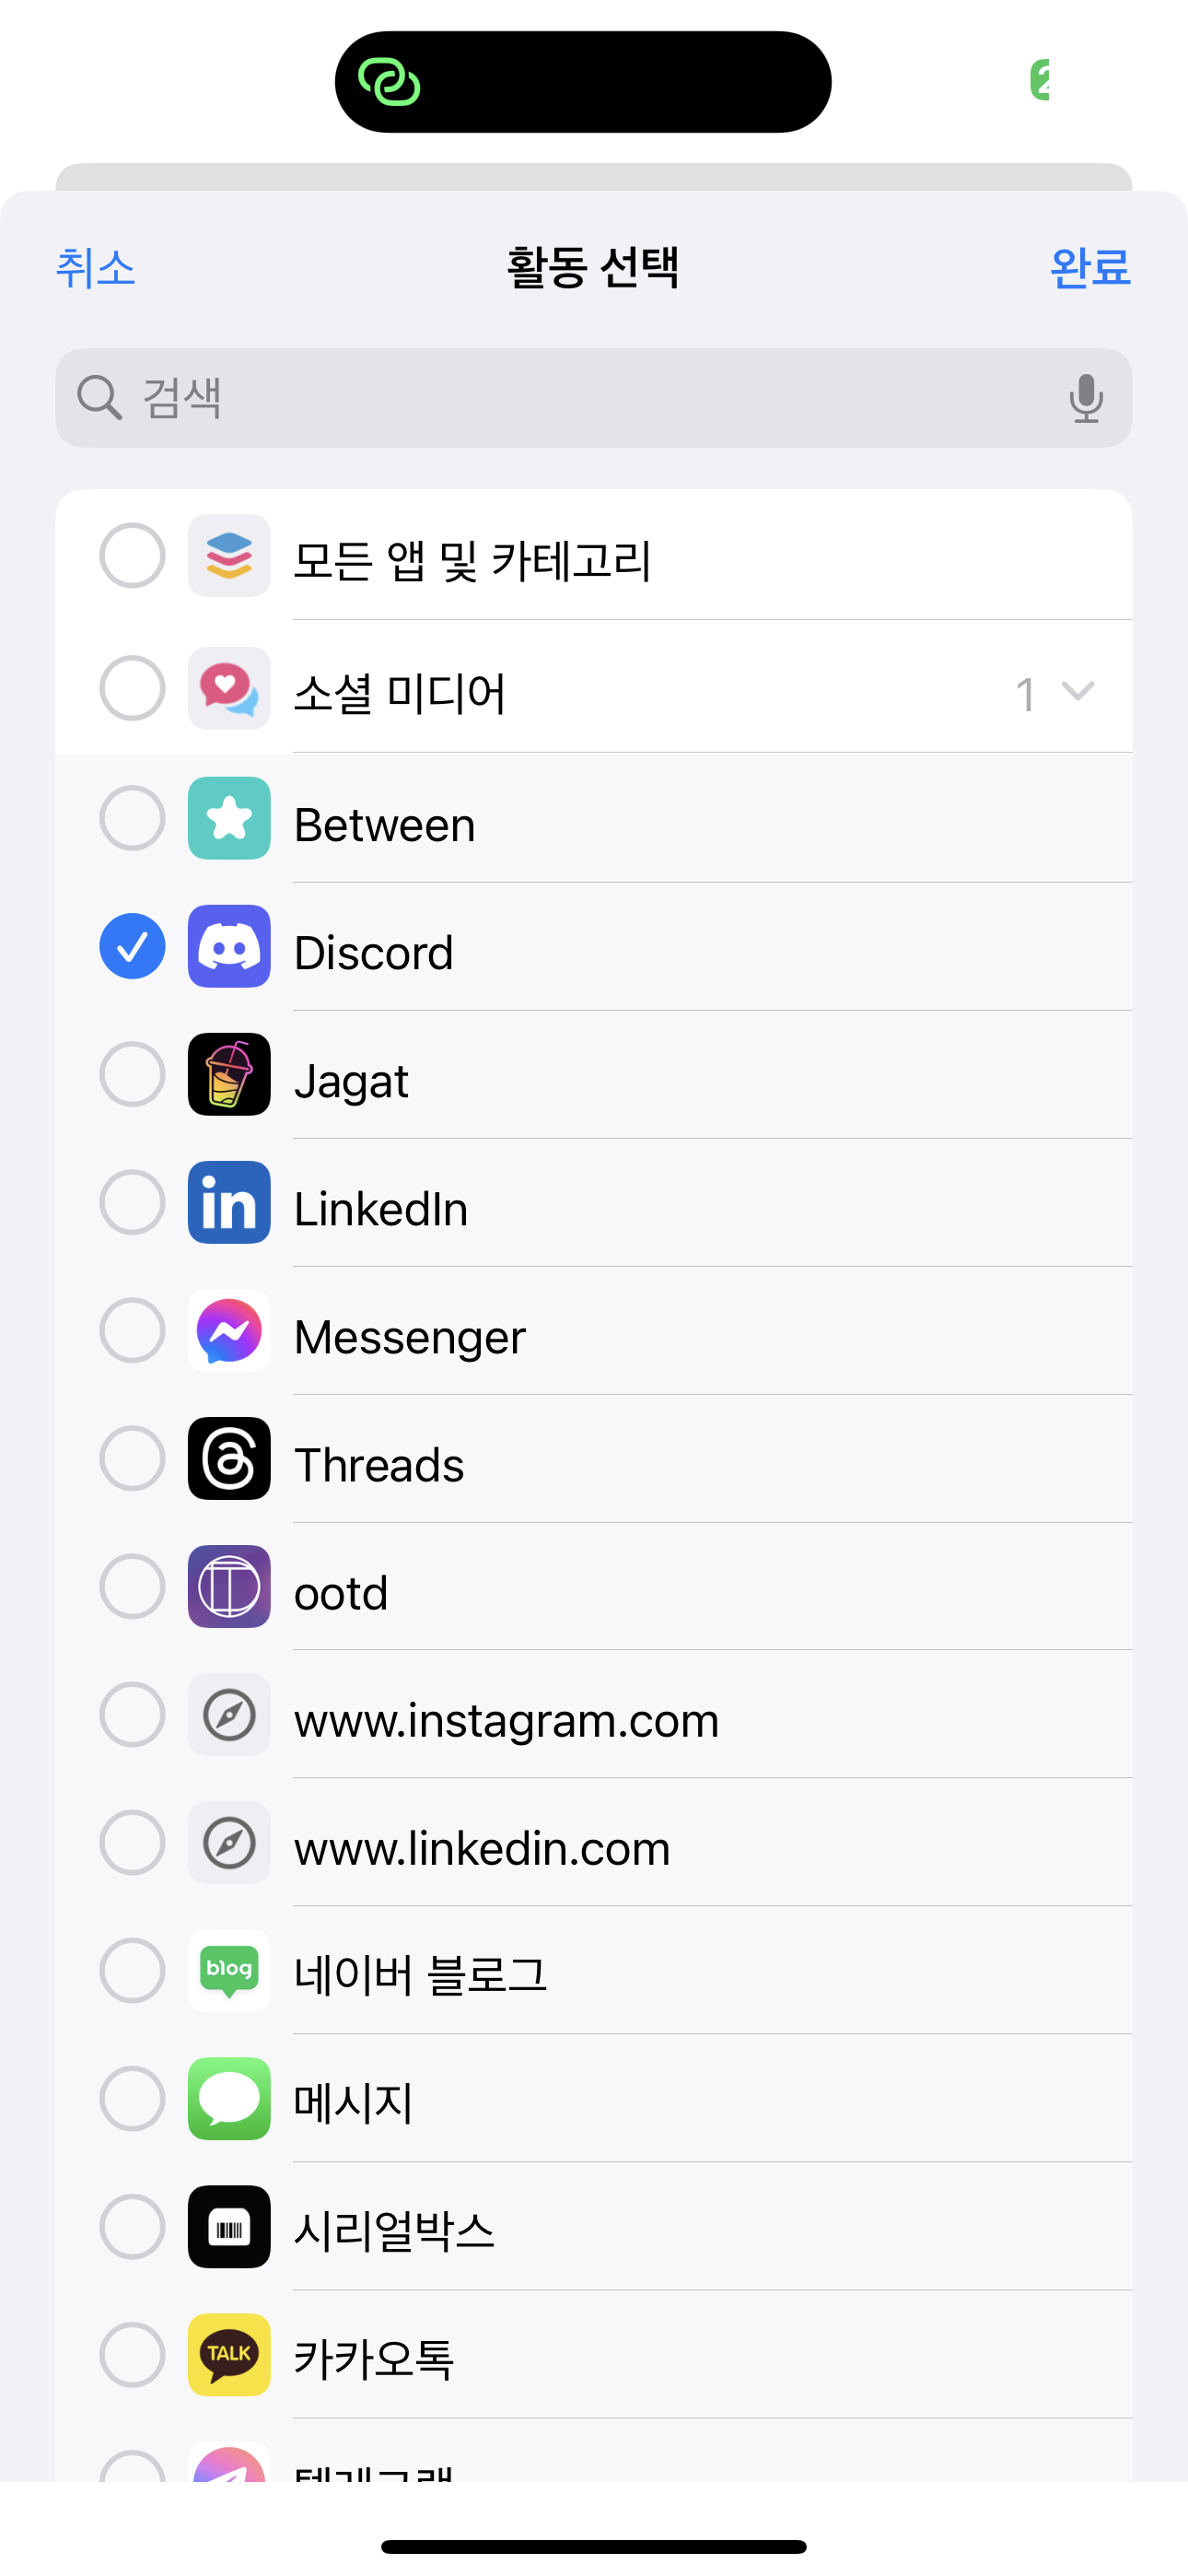 취소
활동 선택
완료
검색
모든 앱 및 카테고리
소셜 미디어
1
Between
Discord
Jagat
LinkedIn
Messenger
Threads
ootd
www.instagram.com
www.linkedin.com
blog
네이버 블로그
메시지
시리얼박스
TALK
카카오톡